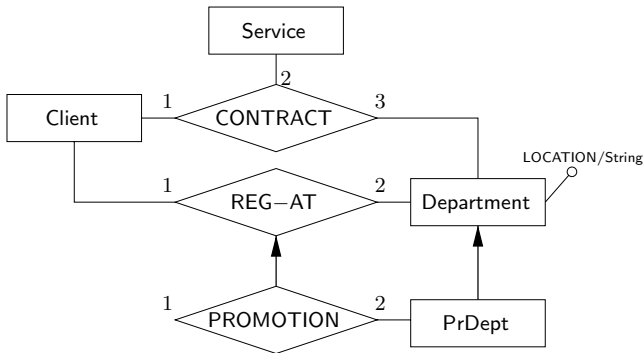 Service
2
1
3
Client
CONTRACT
LOCATION/String
1
2
REG–AT
Department
1
2
PROMOTION
PrDept